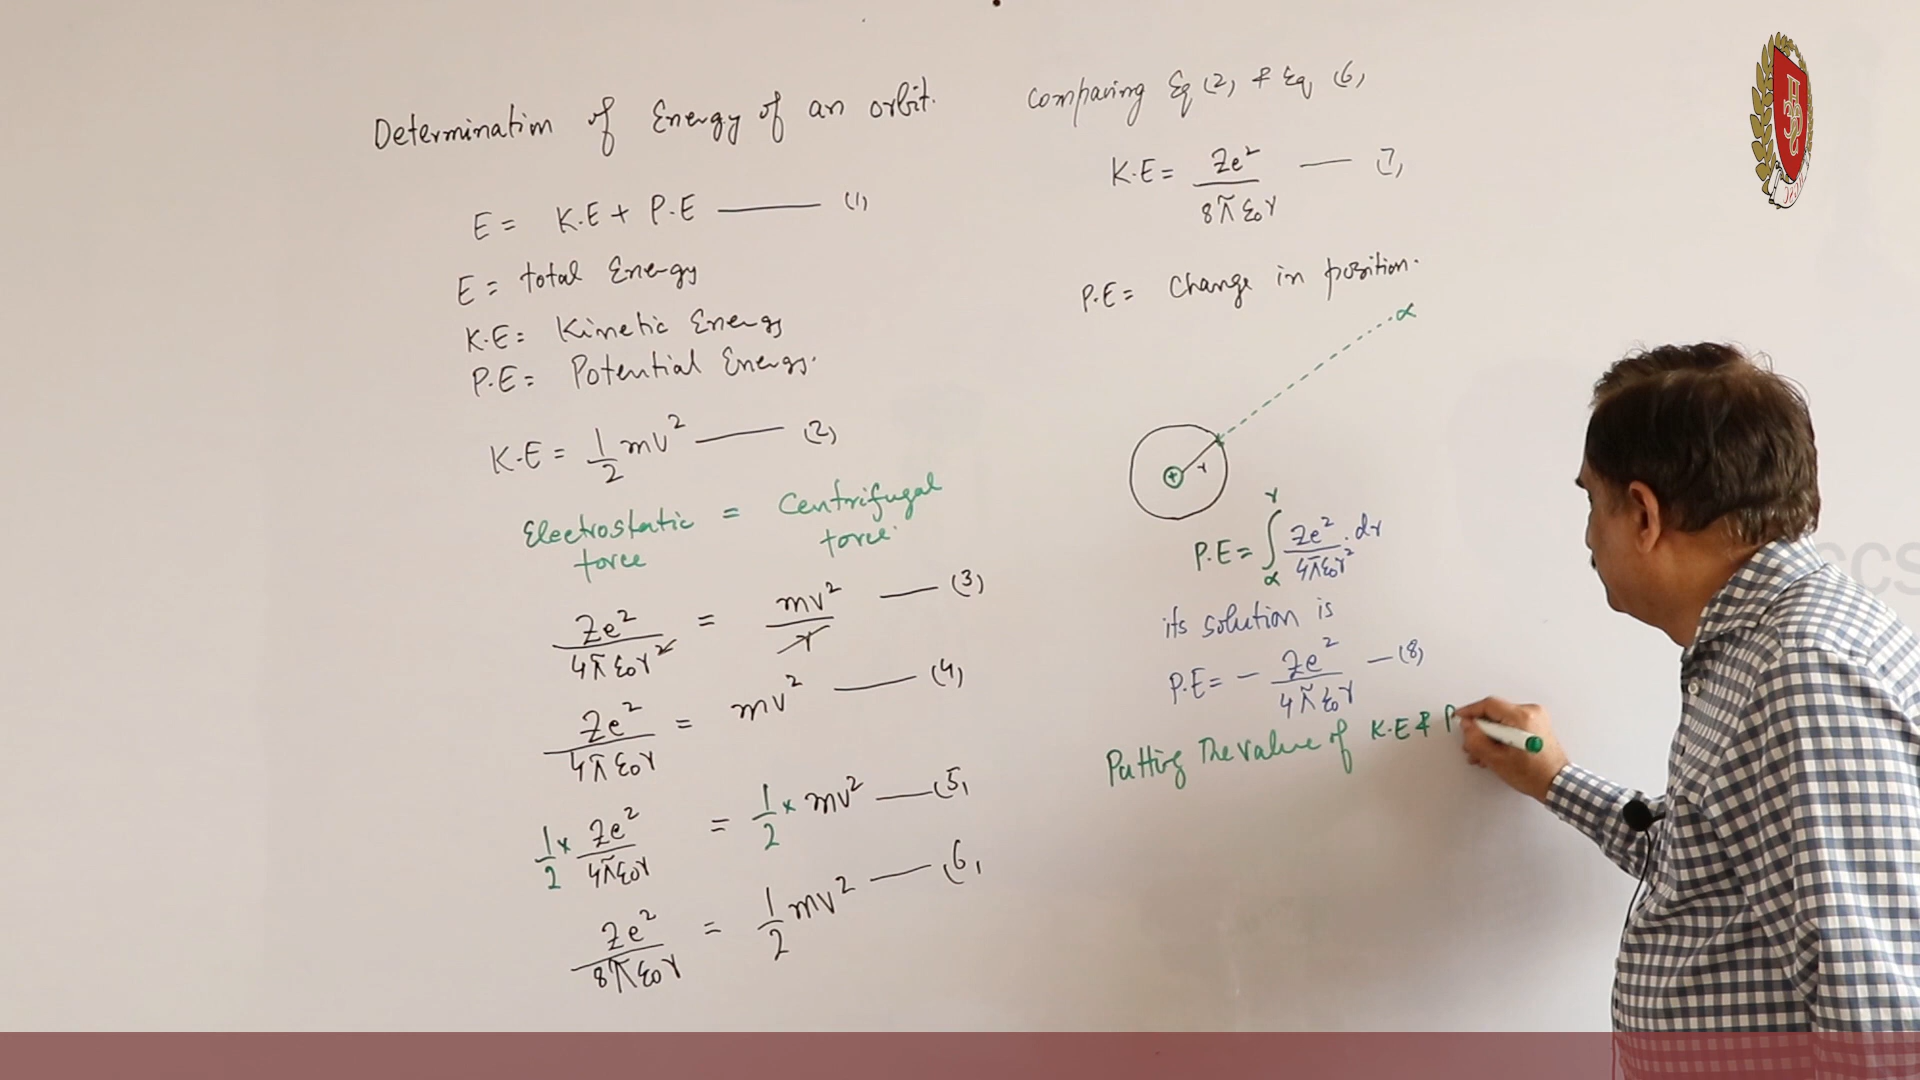 Determination of Energy of an orbit.
E = K.E + P.E —— (1)
E = total Energy
K.E = Kinetic Energy
P.E = Potential Energy.
K.E = 1/2 mv² —— (2)
Electrostatic force = Centrifugal force.
Ze²/4πε₀r² = mv²/r —— (3)
Ze²/4πε₀r = mv² —— (4)
1/2 × Ze²/4πε₀r = 1/2 × mv² —— (5)
Ze²/8πε₀r = 1/2 mv² —— (6)
Comparing Eq (2) & Eq (6)
K.E = Ze²/8πε₀r —— (7)
P.E = Change in position.
α
+
r
P.E = ∫_α^r Ze²/4πε₀r² . dr
its solution is
P.E = - Ze²/4πε₀r — (8)
Putting The value of K.E & P